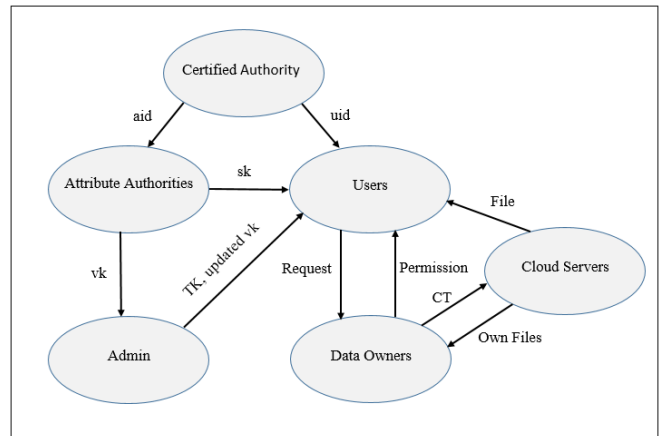 Certified Authority
aid
uid
Attribute Authorities
sk
Users
File
vk
TK, updated vk
Request
Permission
Cloud Servers
CT
Own Files
Admin
Data Owners